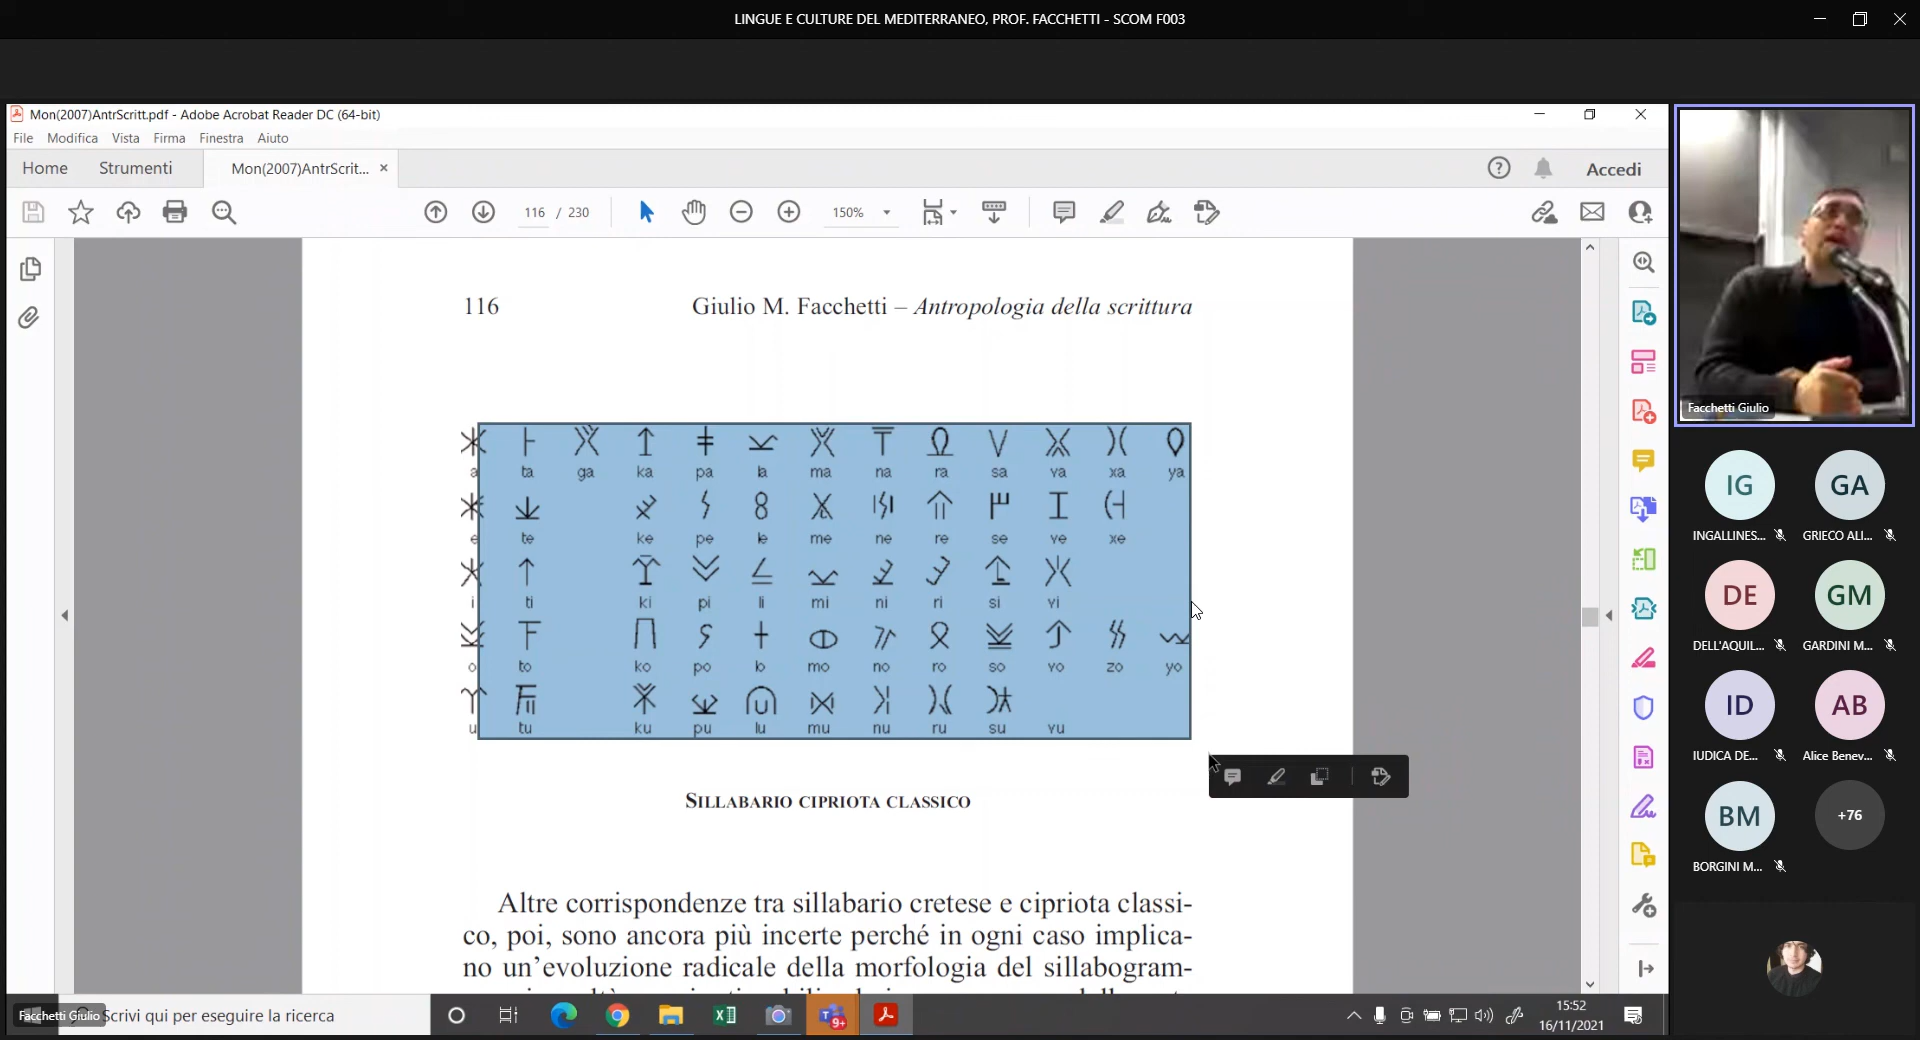 LINGUE E CULTURE DEL MEDITERRANEO, PROF. FACCHETTI - SCOM F003
Mon(2007)AntrScritt.pdf - Adobe Acrobat Reader DC (64-bit)
File Modifica Vista Firma Finestra Aiuto
Home Strumenti Mon(2007)AntrScrit... × Accedi
116 / 230 150%
116 Giulio M. Facchetti – Antropologia della scrittura
a ta ga ka pa la ma na ra sa va xa ya
e te ke pe le me ne re se ve xe
i ti ki pi li mi ni ri si vi
o to ko po lo mo no ro so vo zo yo
u tu ku pu lu mu nu ru su vu
SILLABARIO CIPRIOTA CLASSICO
Altre corrispondenze tra sillabario cretese e cipriota classi-
co, poi, sono ancora più incerte perché in ogni caso implica-
no un'evoluzione radicale della morfologia del sillabogram-
Facchetti Giulio
IG GA
INGALLINES... GRIECO ALI...
DE GM
DELL'AQUIL... GARDINI M...
ID AB
IUDICA DE... Alice Benev...
BM +76
BORGINI M...
Facchetti Giulio Scrivi qui per eseguire la ricerca
9+
15:52
16/11/2021